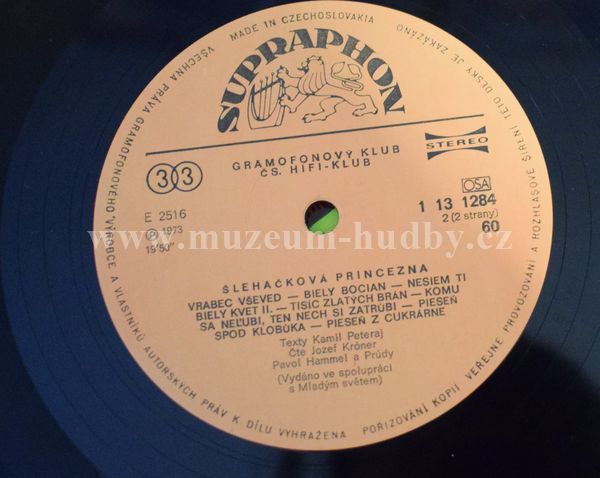 MADE IN CZECHOSLOVAKIA
VŠECHNA PRÁVA GRAMOFONOVÉHO VÝROBCE A VLASTNÍKŮ AUTORSKÝCH PRÁV K DÍLU VYHRAŽENA
POŘIZOVÁNÍ KOPIÍ VEŘEJNÉ PROVOZOVÁNÍ A ROZHLASOVÉ ŠÍŘENÍ TÉTO DESKY JE ZAKÁZÁNO
SUPRAPHON
GRAMOFONOVÝ KLUB
ČS. HIFI-KLUB
33
STEREO
E 2516
℗ 1973
19'50"
OSA
1 13 1284
2 (2 strany)
60
www.muzeum-hudby.cz
ŠLEHAČKOVÁ PRINCEZNA
VRABEC VŠEVED — BIELY BOCIAN — NESIEM TI
BIELY KVET II. — TISÍC ZLATÝCH BRÁN — KOMU
SA NEĽÚBI, TEN NECH SI ZATRÚBI — PIESEŇ
SPOD KLOBÚKA — PIESEŇ Z CUKRÁRNE
Texty Kamil Peteraj
Čte Jozef Króner
Pavol Hammel a Prúdy
(Vydáno ve spolupráci
s Mladým světem)